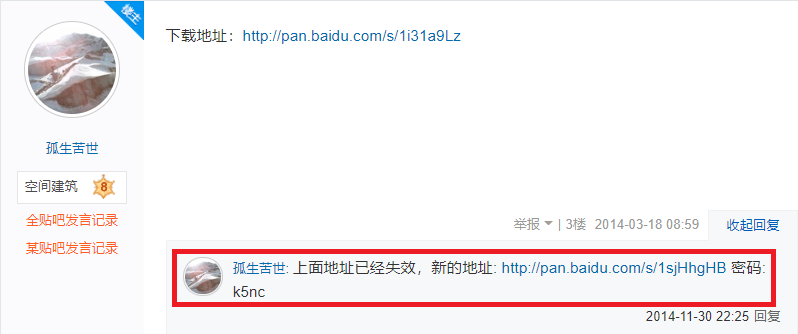 楼主
下载地址：http://pan.baidu.com/s/1i31a9Lz
孤生苦世
空间建筑 8
全贴吧发言记录
某贴吧发言记录
举报 | 3楼 2014-03-18 08:59 收起回复
孤生苦世: 上面地址已经失效，新的地址: http://pan.baidu.com/s/1sjHhgHB 密码:
k5nc
2014-11-30 22:25 回复